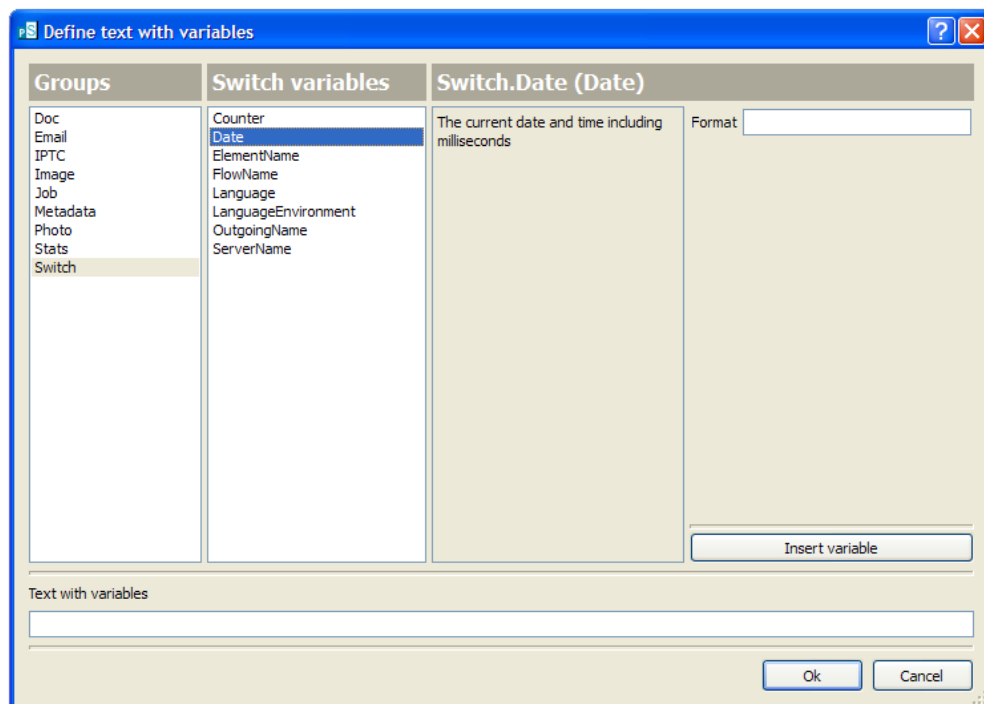 pS Define text with variables
Groups
Switch variables
Switch.Date (Date)
Doc
Email
IPTC
Image
Job
Metadata
Photo
Stats
Switch
Counter
Date
ElementName
FlowName
Language
LanguageEnvironment
OutgoingName
ServerName
The current date and time including
milliseconds
Format
Insert variable
Text with variables
Ok
Cancel